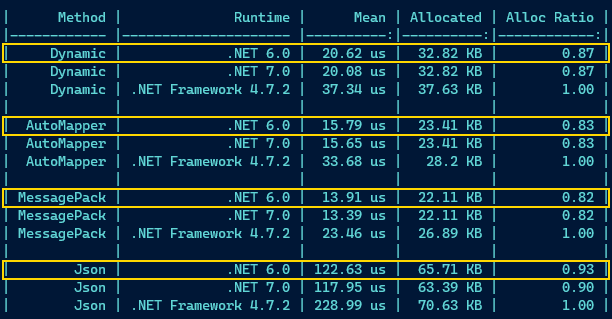 | Method | Runtime | Mean | Allocated | Alloc Ratio |
|----------- |--------------------- |---------:|----------:|------------:|
| Dynamic | .NET 6.0 | 20.62 us | 32.82 KB | 0.87 |
| Dynamic | .NET 7.0 | 20.08 us | 32.82 KB | 0.87 |
| Dynamic | .NET Framework 4.7.2 | 37.34 us | 37.63 KB | 1.00 |
| | | | | |
| AutoMapper | .NET 6.0 | 15.79 us | 23.41 KB | 0.83 |
| AutoMapper | .NET 7.0 | 15.65 us | 23.41 KB | 0.83 |
| AutoMapper | .NET Framework 4.7.2 | 33.68 us | 28.2 KB | 1.00 |
| | | | | |
| MessagePack | .NET 6.0 | 13.91 us | 22.11 KB | 0.82 |
| MessagePack | .NET 7.0 | 13.39 us | 22.11 KB | 0.82 |
| MessagePack | .NET Framework 4.7.2 | 23.46 us | 26.89 KB | 1.00 |
| | | | | |
| Json | .NET 6.0 | 122.63 us | 65.71 KB | 0.93 |
| Json | .NET 7.0 | 117.95 us | 63.39 KB | 0.90 |
| Json | .NET Framework 4.7.2 | 228.99 us | 70.63 KB | 1.00 |